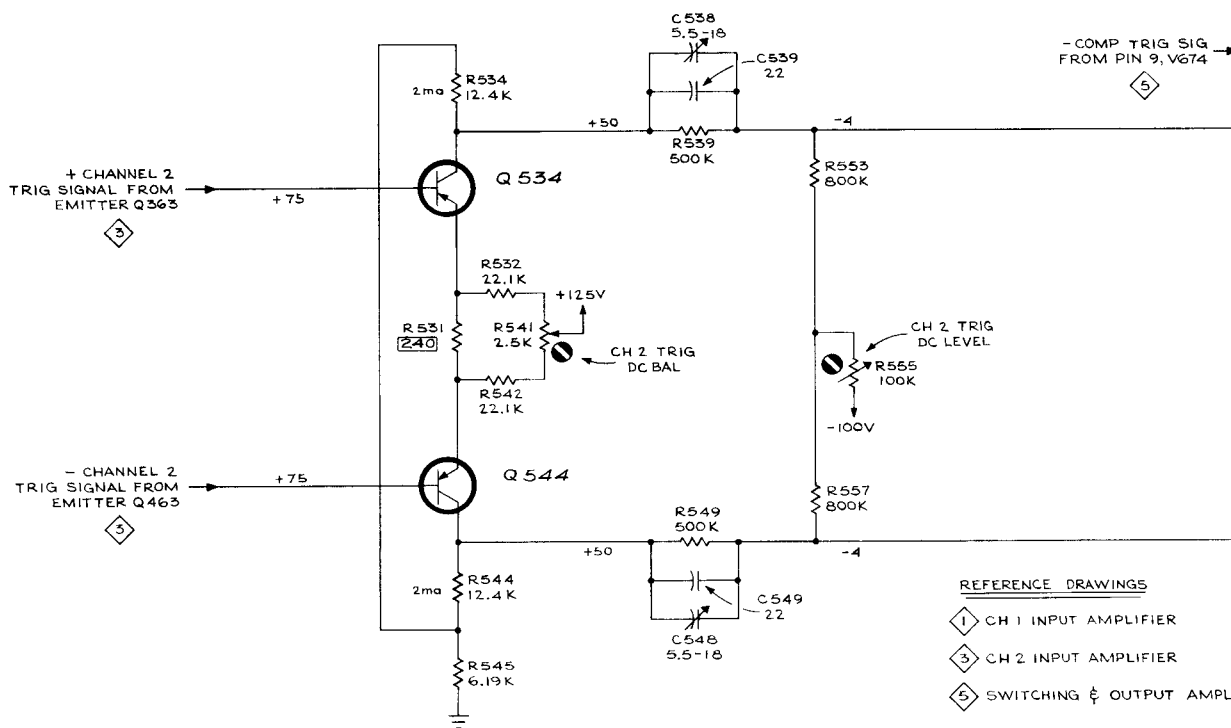 C538
5.5-18
C539
22
- COMP TRIG SIG
FROM PIN 9, V674
5
R534
12.4K
2ma
+50
R539
500K
-4
R553
800K
+ CHANNEL 2
TRIG SIGNAL FROM
EMITTER Q363
3
+75
Q 534
R532
22.1K
+125V
R531
240
R541
2.5K
CH 2 TRIG
DC BAL
R542
22.1K
CH 2 TRIG
DC LEVEL
R555
100K
-100V
- CHANNEL 2
TRIG SIGNAL FROM
EMITTER Q463
3
+75
Q 544
R557
800K
R549
500K
+50
-4
2ma
R544
12.4K
C549
22
C548
5.5-18
R545
6.19K
REFERENCE DRAWINGS
1 CH 1 INPUT AMPLIFIER
3 CH 2 INPUT AMPLIFIER
5 SWITCHING & OUTPUT AMPL